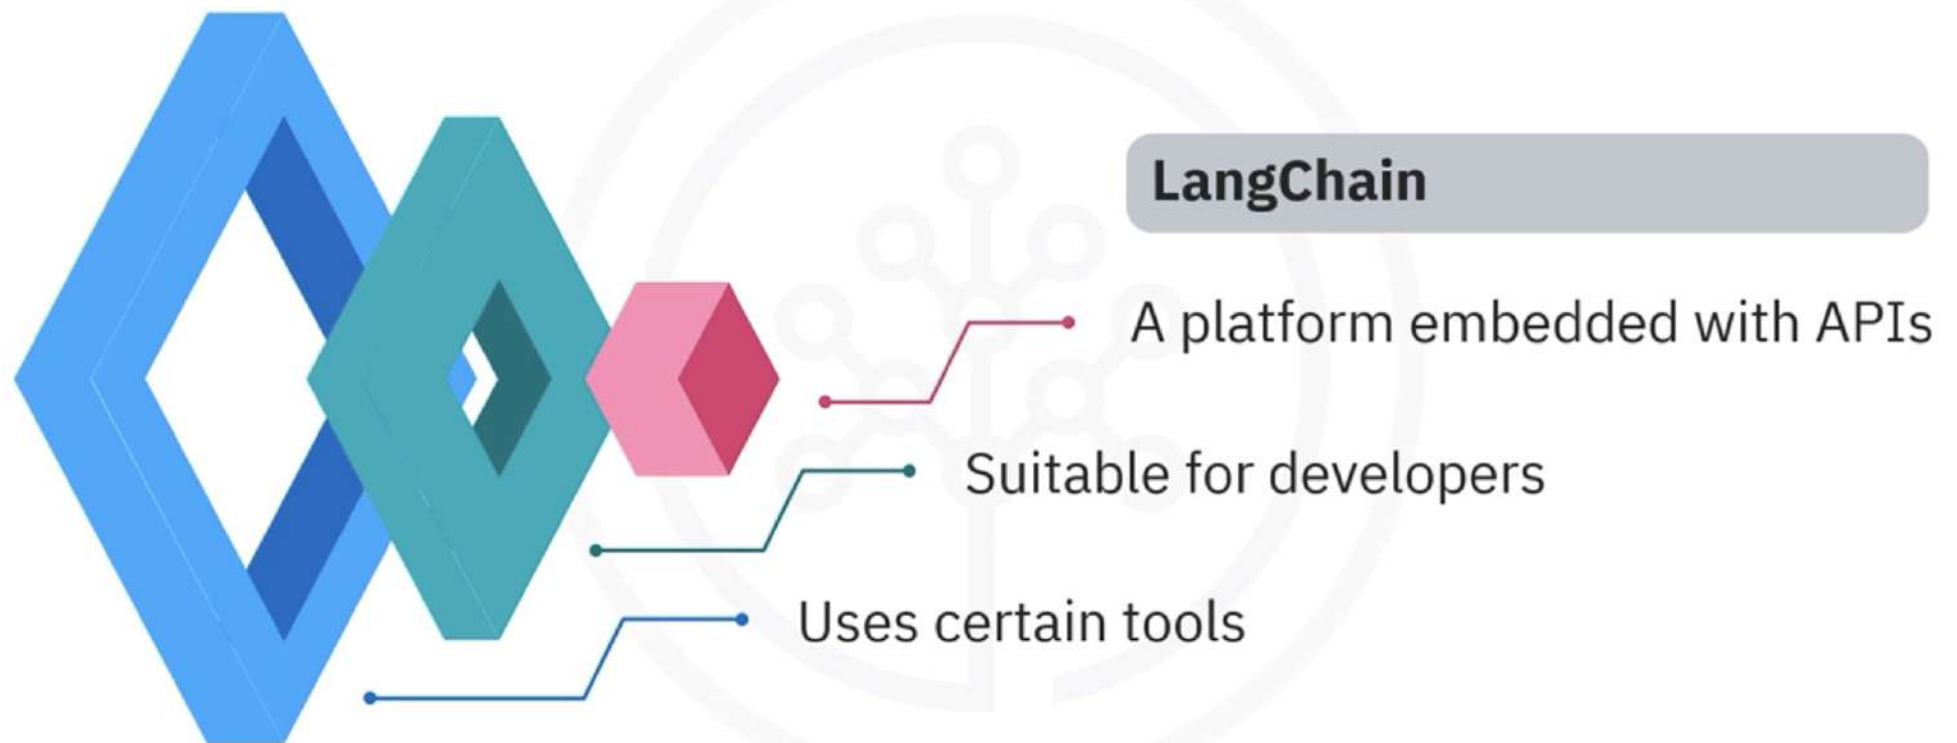 LangChain
A platform embedded with APIs
Suitable for developers
Uses certain tools